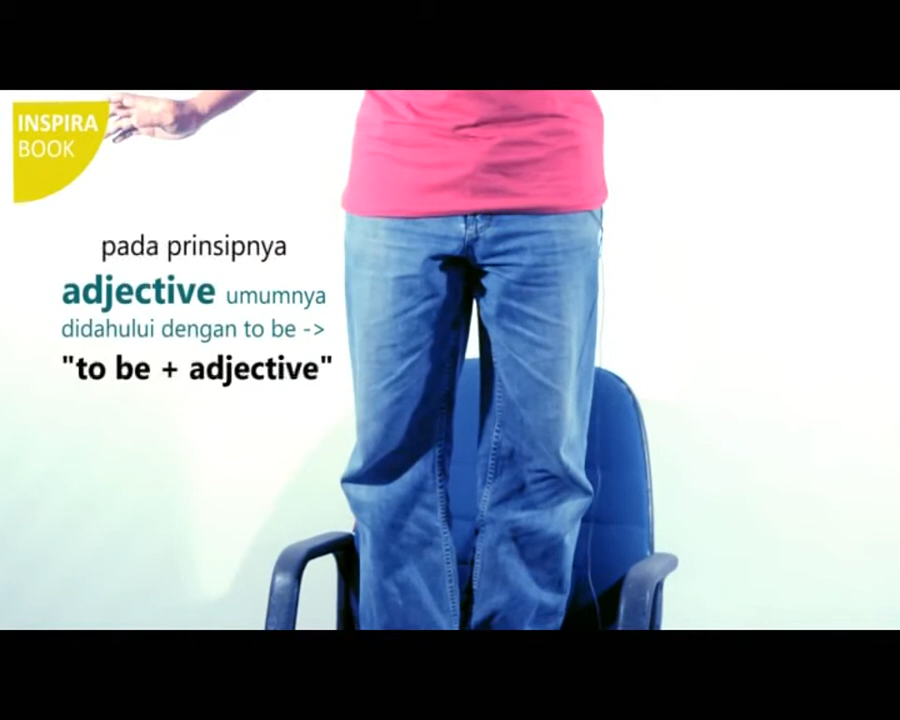 INSPIRA
BOOK
pada prinsipnya
adjective umumnya
didahului dengan to be ->
"to be + adjective"